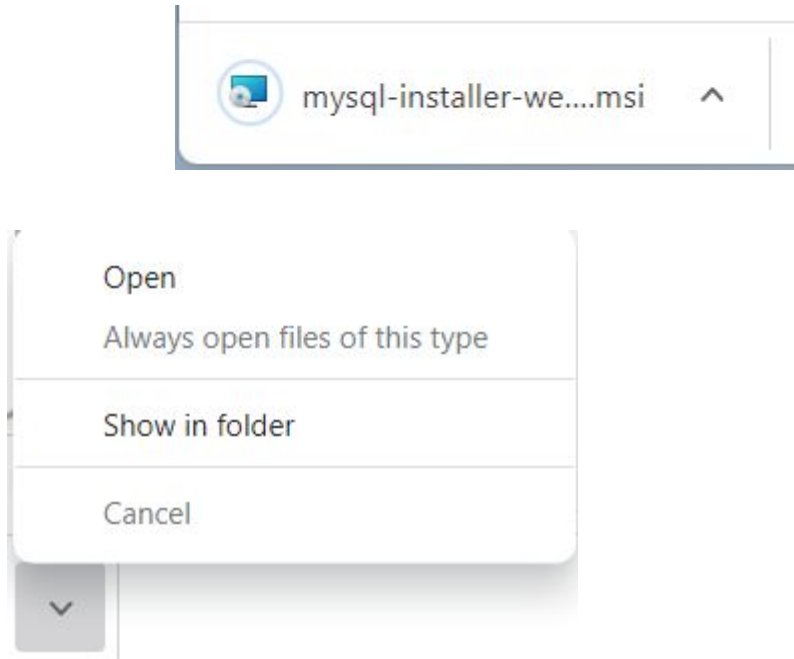 mysql-installer-we....msi
Open
Always open files of this type
Show in folder
Cancel